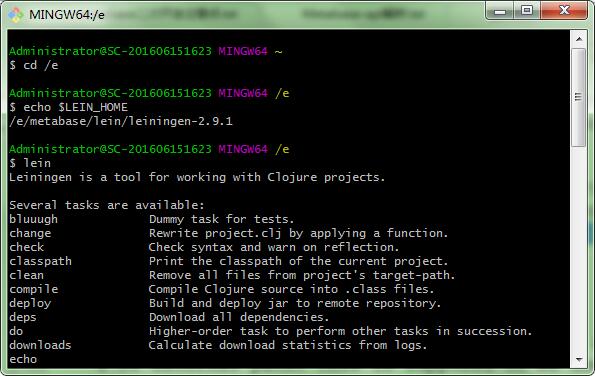 MINGW64:/e
Administrator@SC-201606151623 MINGW64 ~
$ cd /e
Administrator@SC-201606151623 MINGW64 /e
$ echo $LEIN_HOME
/e/metabase/lein/leiningen-2.9.1
Administrator@SC-201606151623 MINGW64 /e
$ lein
Leiningen is a tool for working with Clojure projects.
Several tasks are available:
bluuugh Dummy task for tests.
change Rewrite project.clj by applying a function.
check Check syntax and warn on reflection.
classpath Print the classpath of the current project.
clean Remove all files from project's target-path.
compile Compile Clojure source into .class files.
deploy Build and deploy jar to remote repository.
deps Download all dependencies.
do Higher-order task to perform other tasks in succession.
downloads Calculate download statistics from logs.
echo